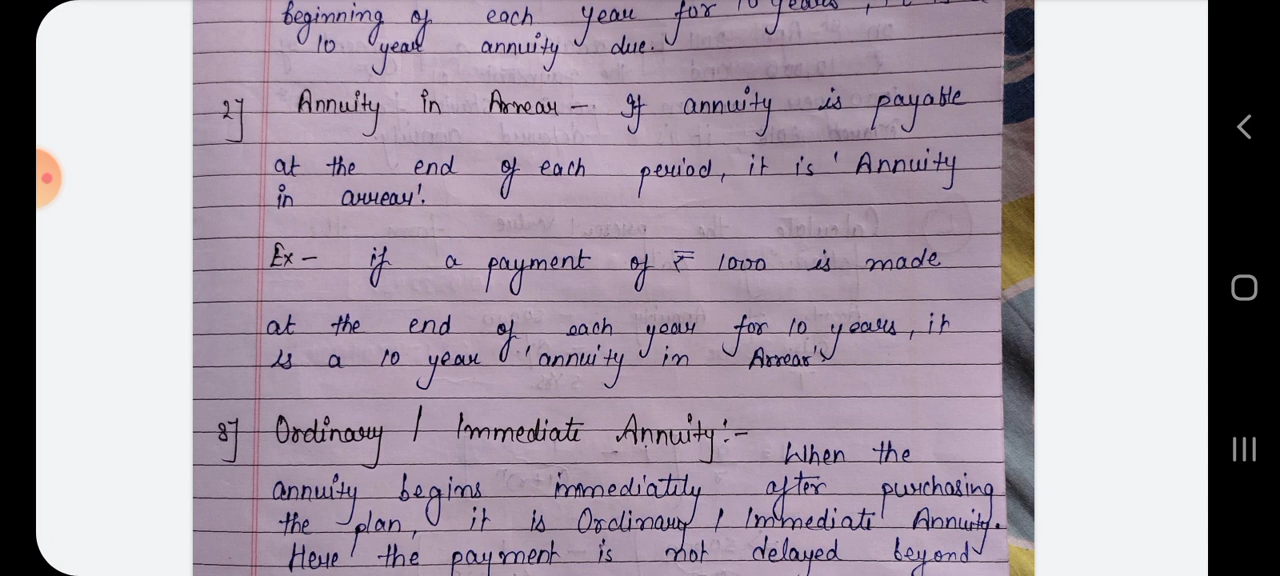 beginning of each year for 10 years, it is a
10 year annuity due.
2] Annuity in Arrear - If annuity is payable
at the end of each period, it is 'Annuity
in arrear'.
Ex - if a payment of ₹ 1000 is made
at the end of each year for 10 years, it
is a 10 year 'annuity in Arrear's
3] Ordinary / Immediate Annuity:-
When the
annuity begins immediately after purchasing
the plan, it is Ordinary / Immediate Annuity.
Here the payment is not delayed beyond